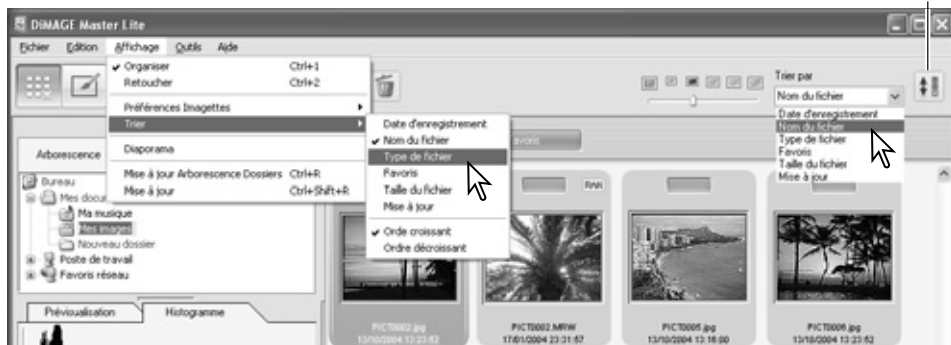 DiMAGE Master Lite
Fichier Edition Affichage Outils Aide
Organiser Ctrl+1
Retoucher Ctrl+2
Préférences Imagettes
Trier
Diaporama
Mise à jour Arborescence Dossiers Ctrl+R
Mise à jour Ctrl+Shift+R
Date d'enregistrement
Nom du fichier
Type de fichier
Favoris
Taille du fichier
Mise à jour
Orde croissant
Ordre décroissant
Trier par
Nom du fichier
Date d'enregistrement
Nom du fichier
Type de fichier
Favoris
Taille du fichier
Mise à jour
Arborescence
Bureau
Mes docu
Ma musique
Mes images
Nouveau dossier
Poste de travail
Favoris réseau
Prévisualisation Histogramme
avoris
RAW
PICT0002.jpg
13/10/2004 13:23:52
PICT0002.MRW
17/01/2004 23:31:57
PICT0005.jpg
13/10/2004 13:16:00
PICT0006.jpg
13/10/2004 13:23:52